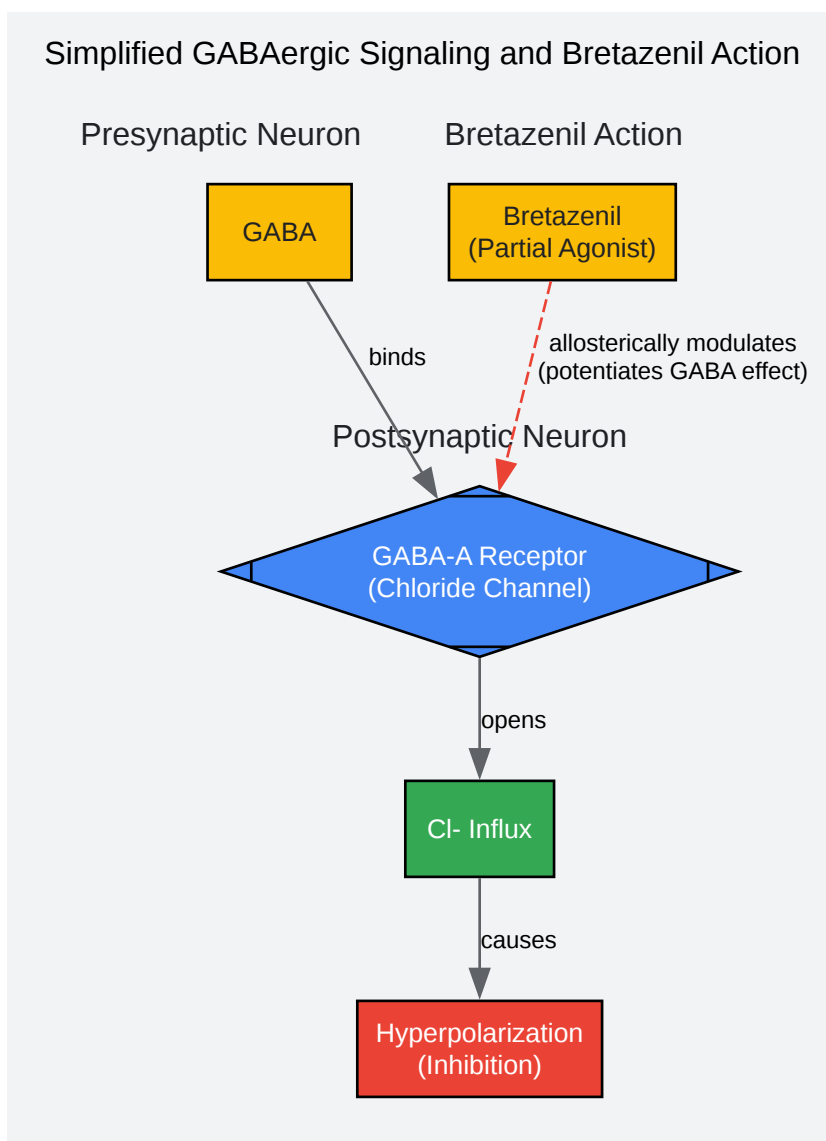 Simplified GABAergic Signaling and Bretazenil Action
Presynaptic Neuron
Bretazenil Action
GABA
Bretazenil
(Partial Agonist)
binds
allosterically modulates
(potentiates GABA effect)
Postsynaptic Neuron
GABA-A Receptor
(Chloride Channel)
opens
Cl- Influx
causes
Hyperpolarization
(Inhibition)